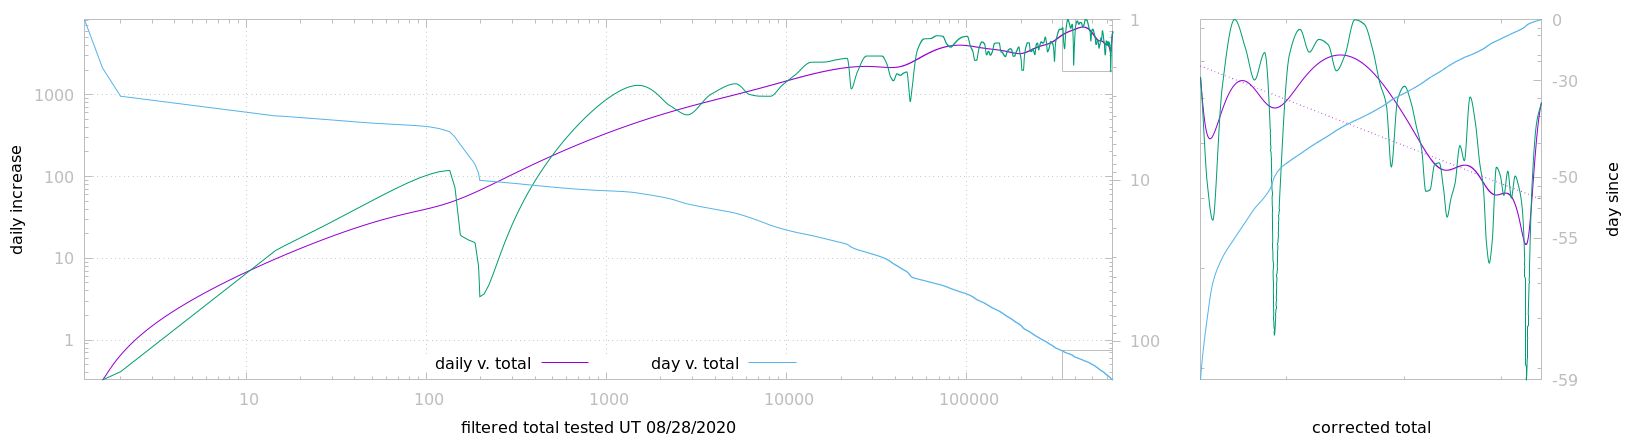 daily increase
1000
100
10
1
daily v. total
day v. total
10
100
1000
10000
100000
filtered total tested UT 08/28/2020
1
10
100
0
-30
-50
-55
-59
day since
corrected total